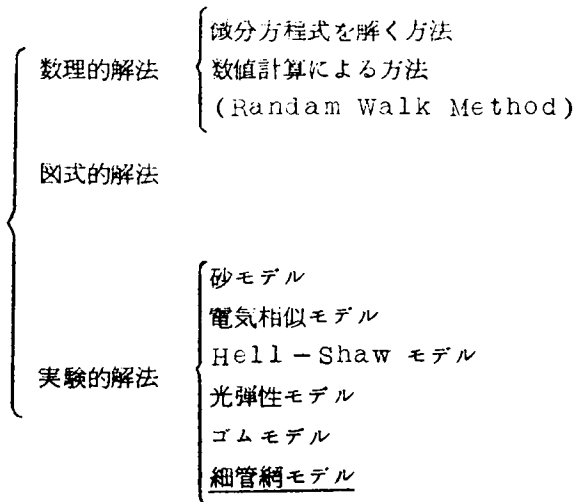 数理的解法
微分方程式を解く方法
数値計算による方法
(Randam Walk Method)
図式的解法
実験的解法
砂モデル
電気相似モデル
Hell-Shaw モデル
光弾性モデル
ゴムモデル
細管網モデル